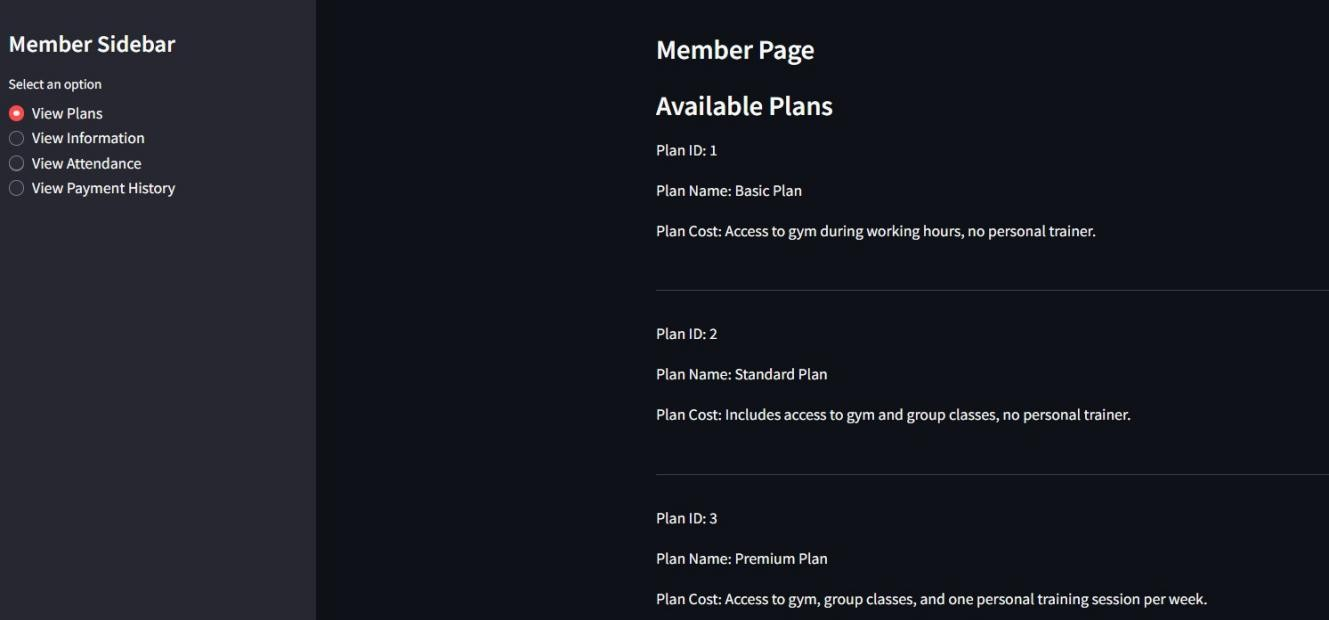 Member Sidebar
Select an option
View Plans
View Information
View Attendance
View Payment History
Member Page
Available Plans
Plan ID: 1
Plan Name: Basic Plan
Plan Cost: Access to gym during working hours, no personal trainer.
Plan ID: 2
Plan Name: Standard Plan
Plan Cost: Includes access to gym and group classes, no personal trainer.
Plan ID: 3
Plan Name: Premium Plan
Plan Cost: Access to gym, group classes, and one personal training session per week.